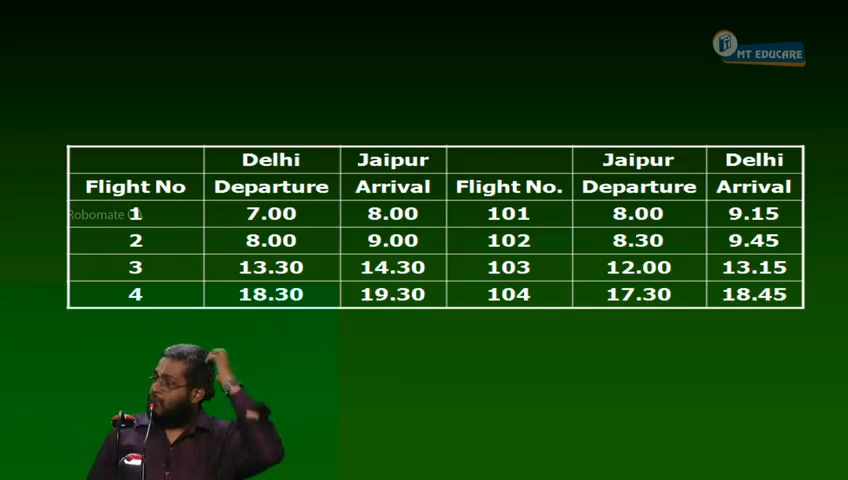 MT EDUCARE
Delhi Jaipur Jaipur Delhi
Flight No Departure Arrival Flight No. Departure Arrival
1 7.00 8.00 101 8.00 9.15
2 8.00 9.00 102 8.30 9.45
3 13.30 14.30 103 12.00 13.15
4 18.30 19.30 104 17.30 18.45
Robomate